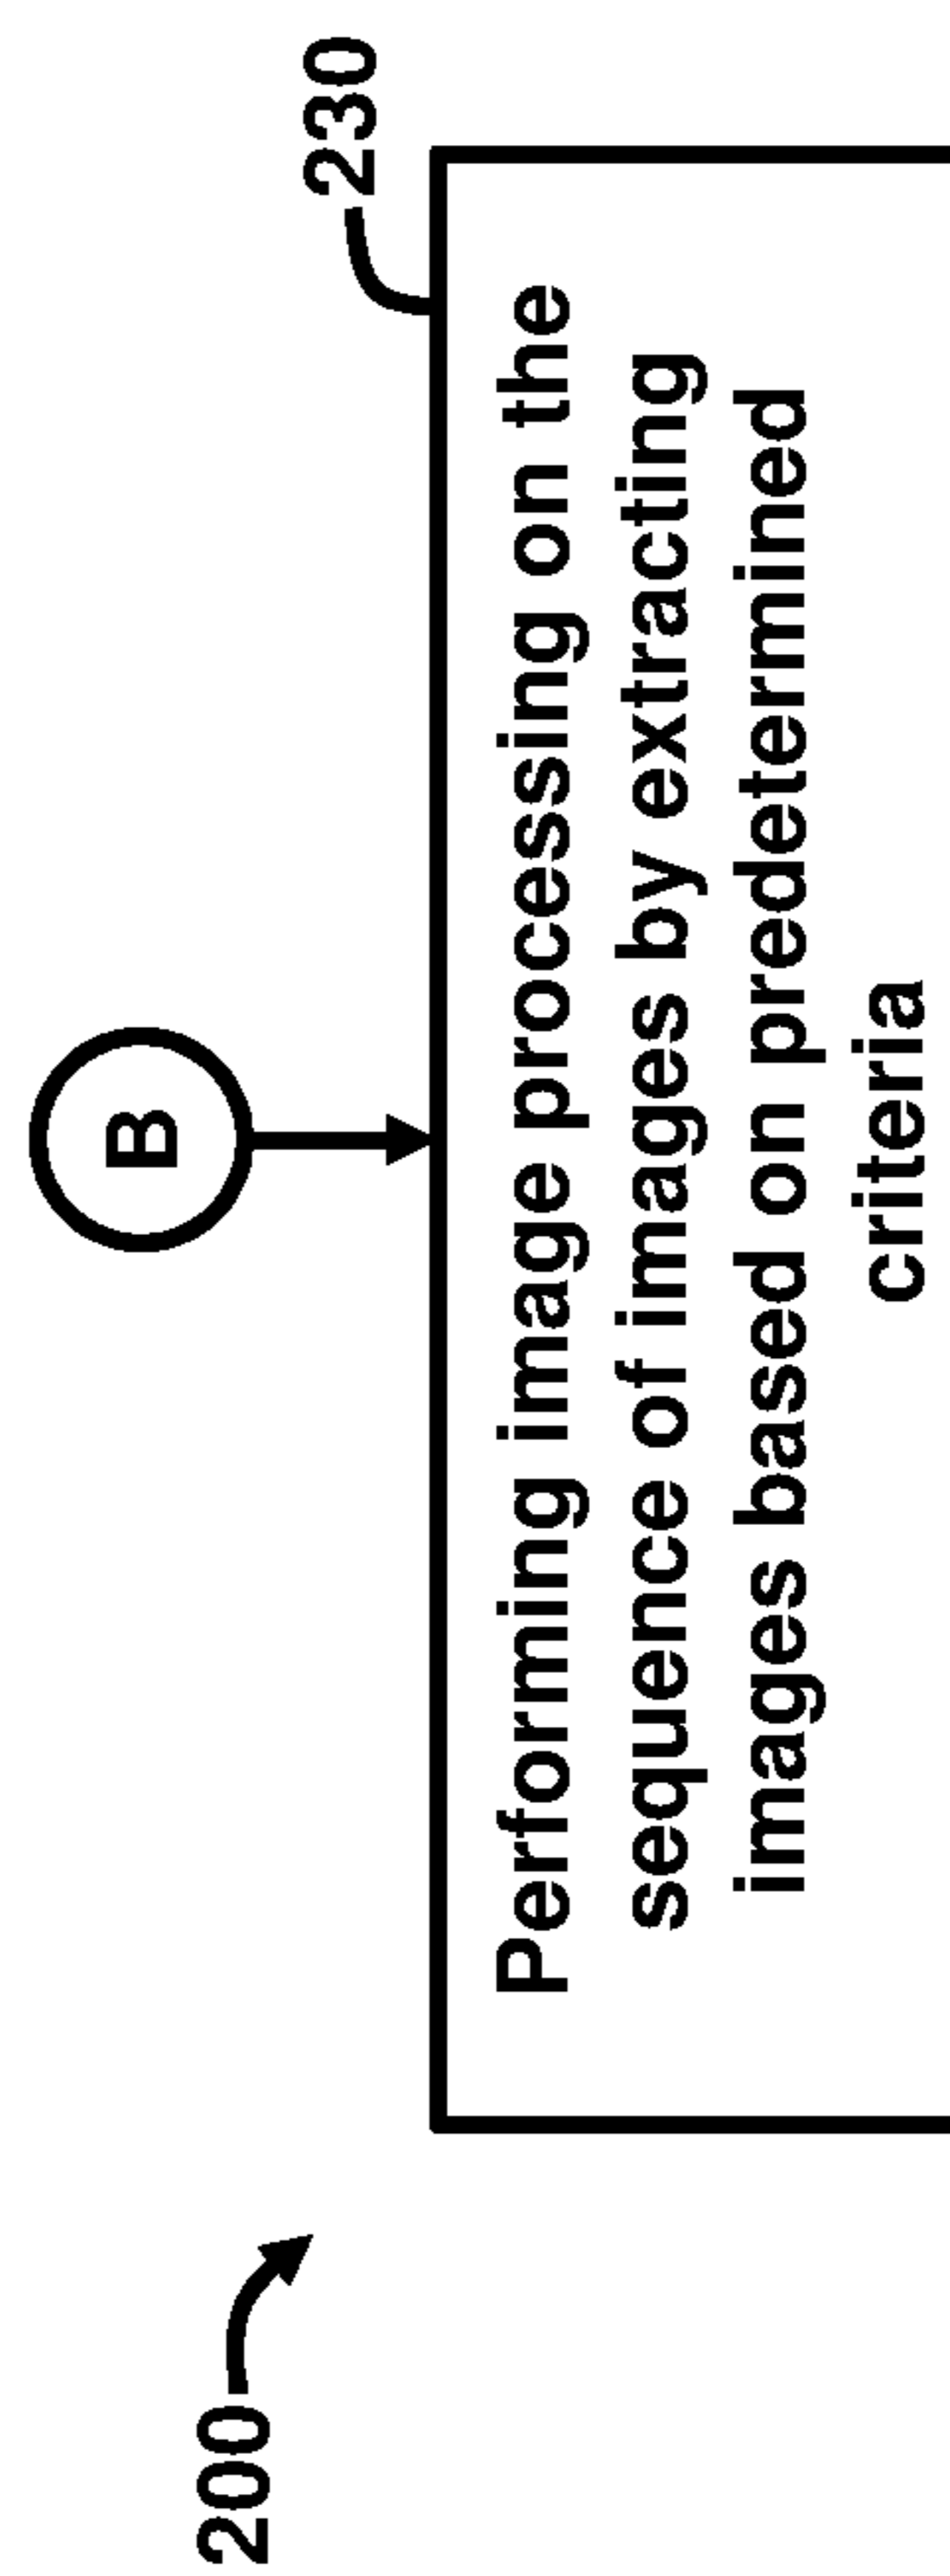 200
B
230
Performing image processing on the
sequence of images by extracting
images based on predetermined
criteria